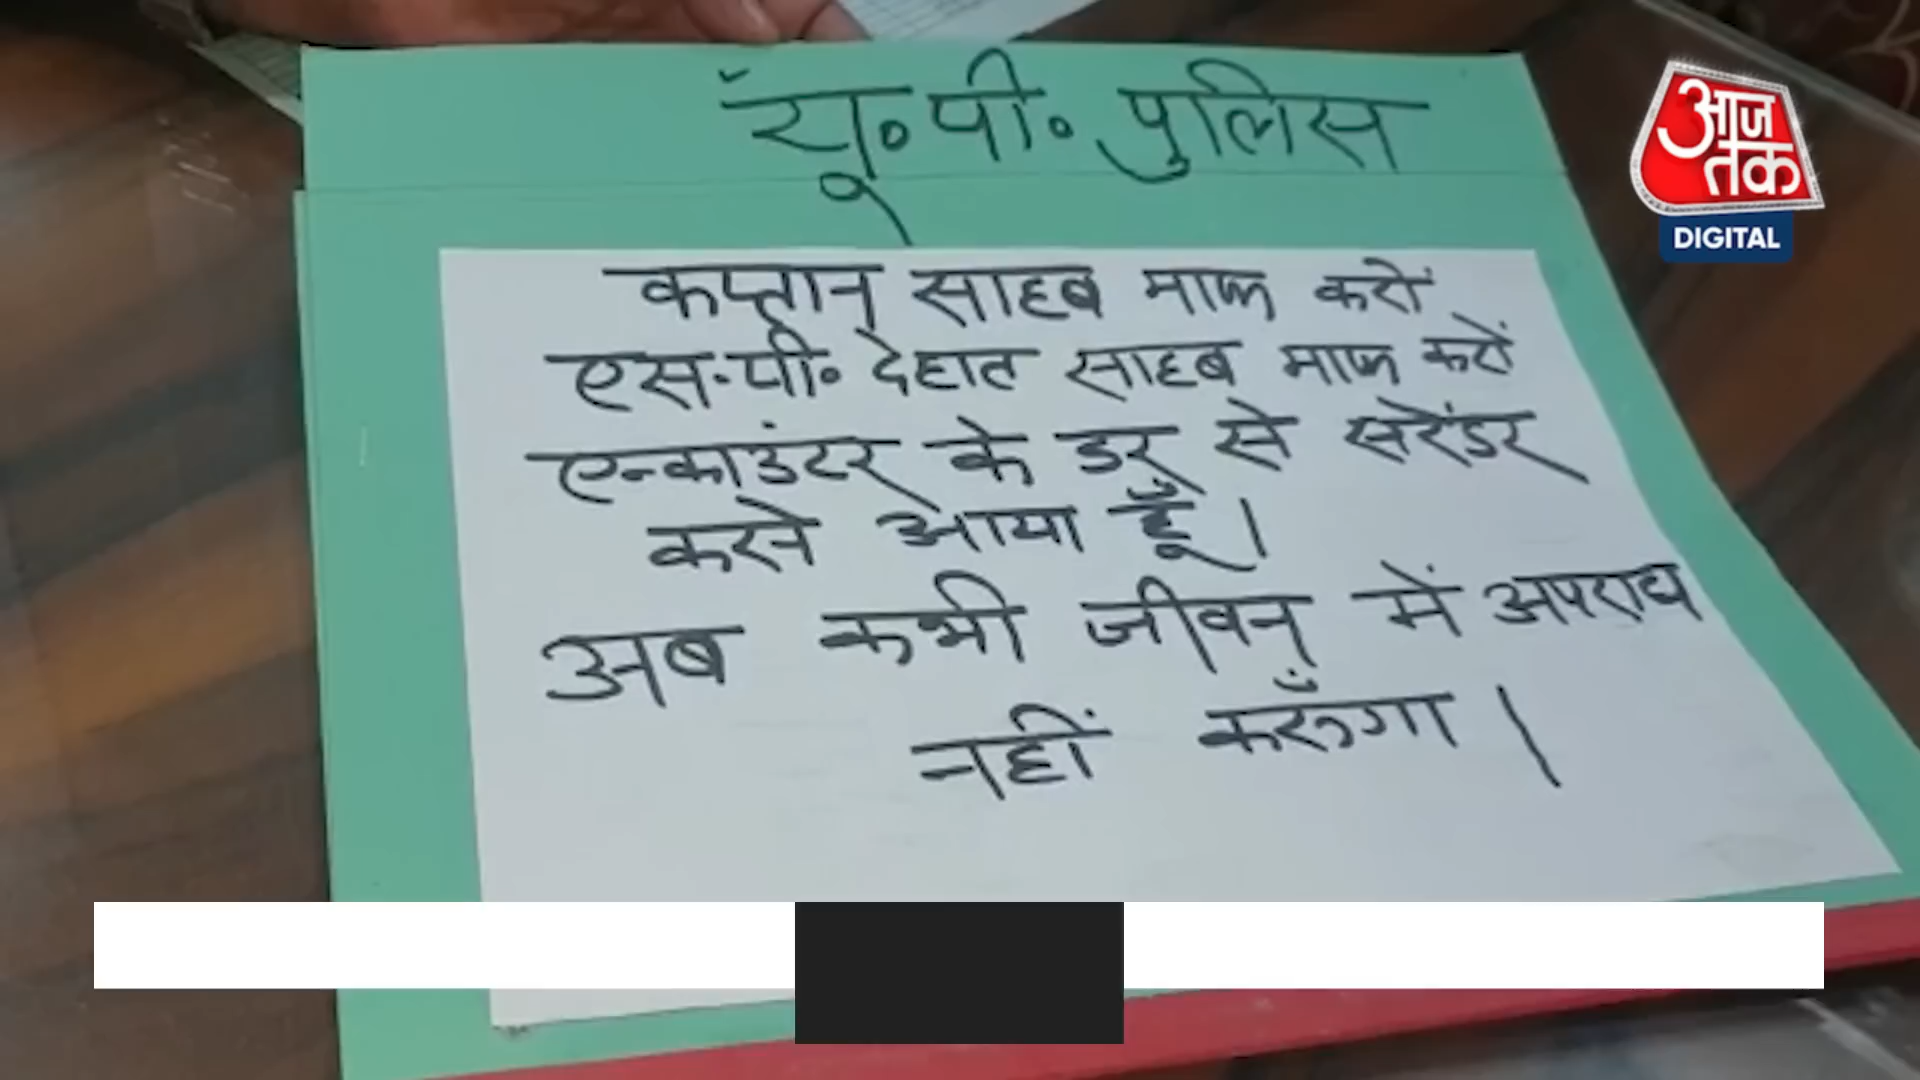 यू॰पी॰ पुलिस
आज
तक
DIGITAL
कप्तान साहब माफ करों
एस॰पी॰ देहात साहब माफ करों
एन्काउंटर के डर से सरेंडर
करने आया हूँ।
अब कभी जीवन में अपराध
नहीं करूँगा।